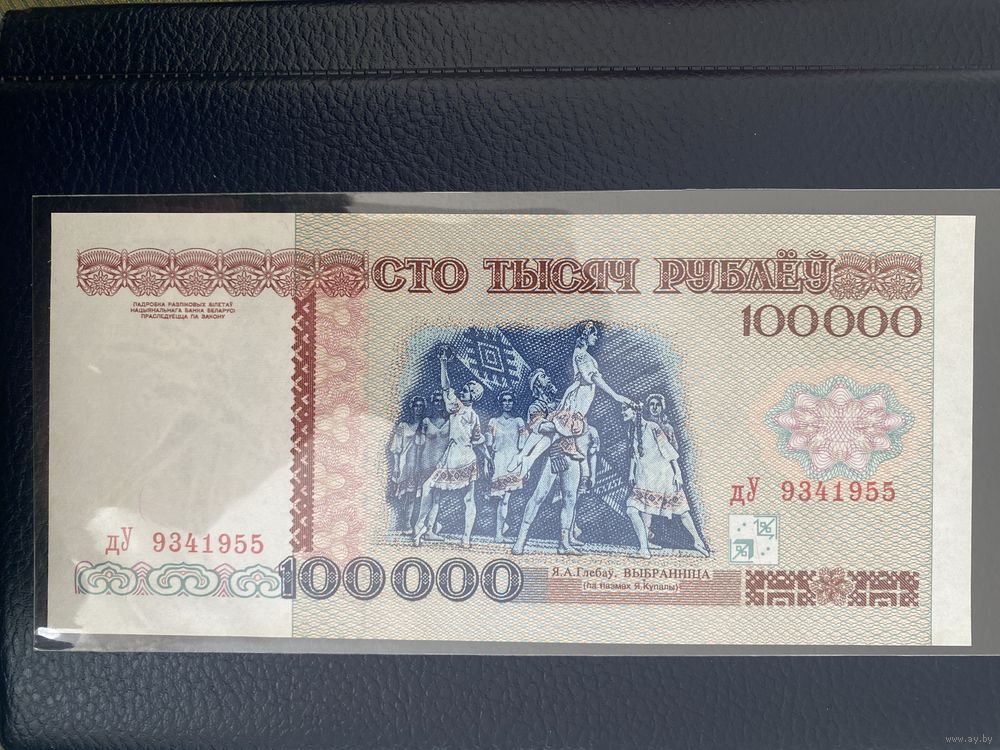 СТО ТЫСЯЧ РУБЛЁЎ
100000
ПАДРОБКА РАЗЛІКОВЫХ БІЛЕТАЎ
НАЦЫЯНАЛЬНАГА БАНКА БЕЛАРУСІ
ПРАСЛЕДУЕЦЦА ПА ЗАКОНУ
дУ 9341955
дУ 9341955
100000
Я.А.Глебаў. ВЫБРАННІЦА
(па паэмах Я.Купалы)
www.ay.by